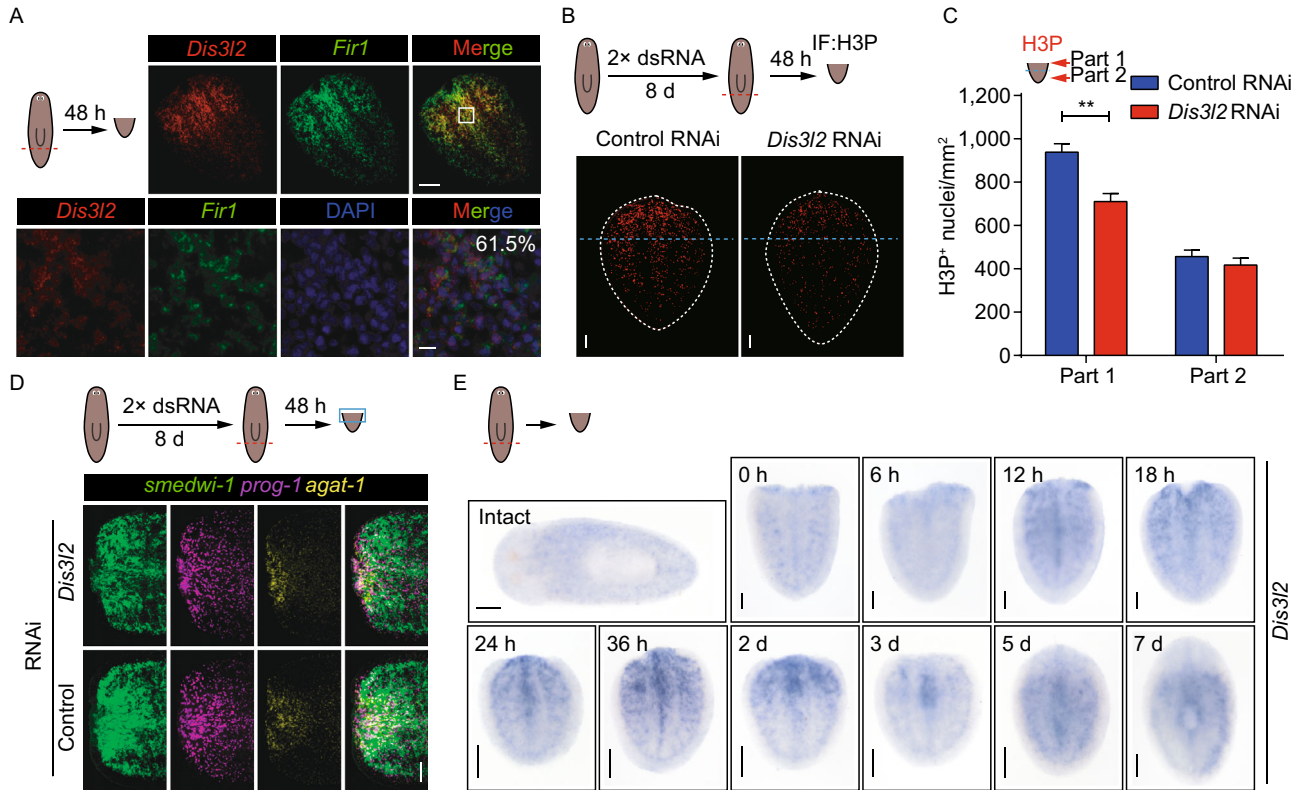 A
Dis3l2 Fir1 Merge
48 h
Dis3l2 Fir1 DAPI Merge
61.5%
B
2× dsRNA 48 h IF:H3P
8 d
Control RNAi Dis3l2 RNAi
C
H3P
Part 1
Part 2
Control RNAi
Dis3l2 RNAi
**
H3P+ nuclei/mm2
1,200
1,000
800
600
400
200
0
Part 1 Part 2
D
2× dsRNA 48 h
8 d
smedwi-1 prog-1 agat-1
RNAi
Dis3l2
Control
E
Intact
0 h 6 h 12 h 18 h
24 h 36 h 2 d 3 d 5 d 7 d
Dis3l2